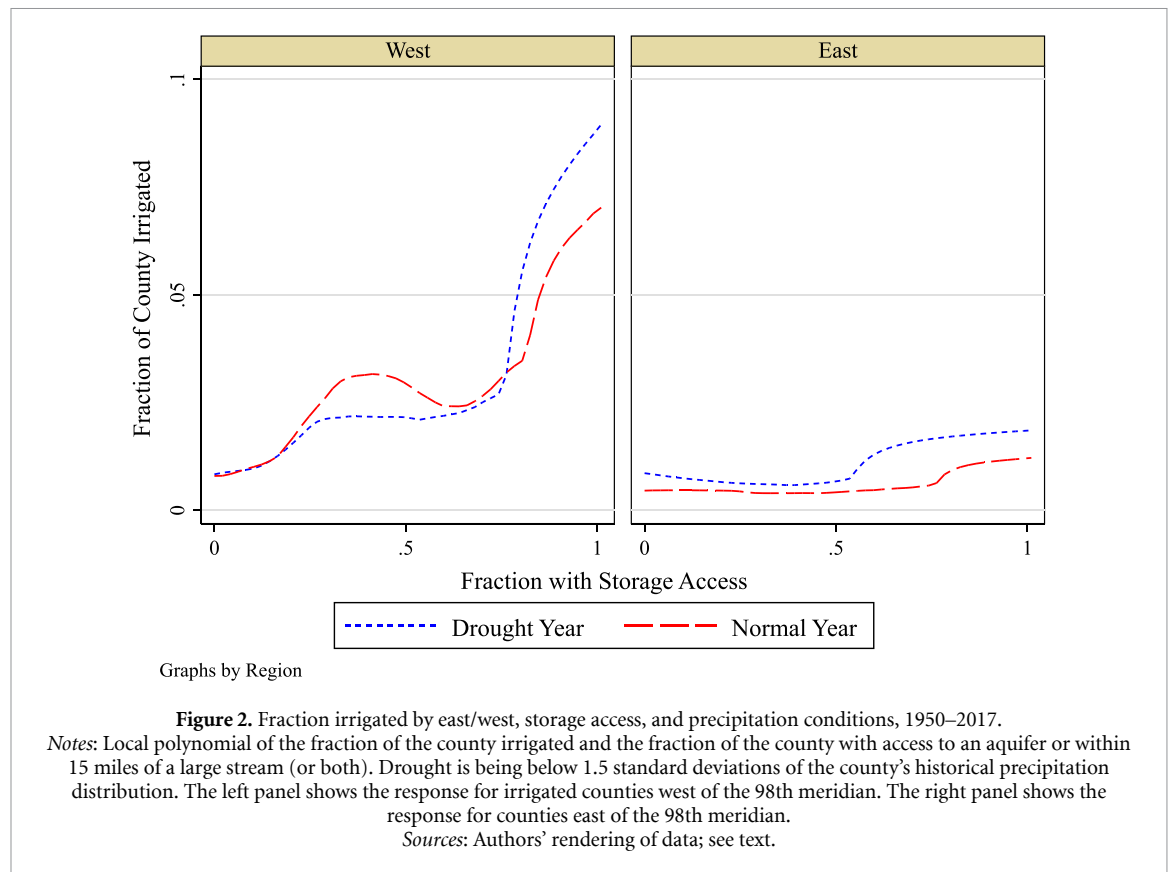 West
East
Fraction of County Irrigated
.1
.05
0
0
.5
1
0
.5
1
Fraction with Storage Access
Drought Year
Normal Year
Graphs by Region
Figure 2. Fraction irrigated by east/west, storage access, and precipitation conditions, 1950–2017.
Notes: Local polynomial of the fraction of the county irrigated and the fraction of the county with access to an aquifer or within
15 miles of a large stream (or both). Drought is being below 1.5 standard deviations of the county’s historical precipitation
distribution. The left panel shows the response for irrigated counties west of the 98th meridian. The right panel shows the
response for counties east of the 98th meridian.
Sources: Authors’ rendering of data; see text.